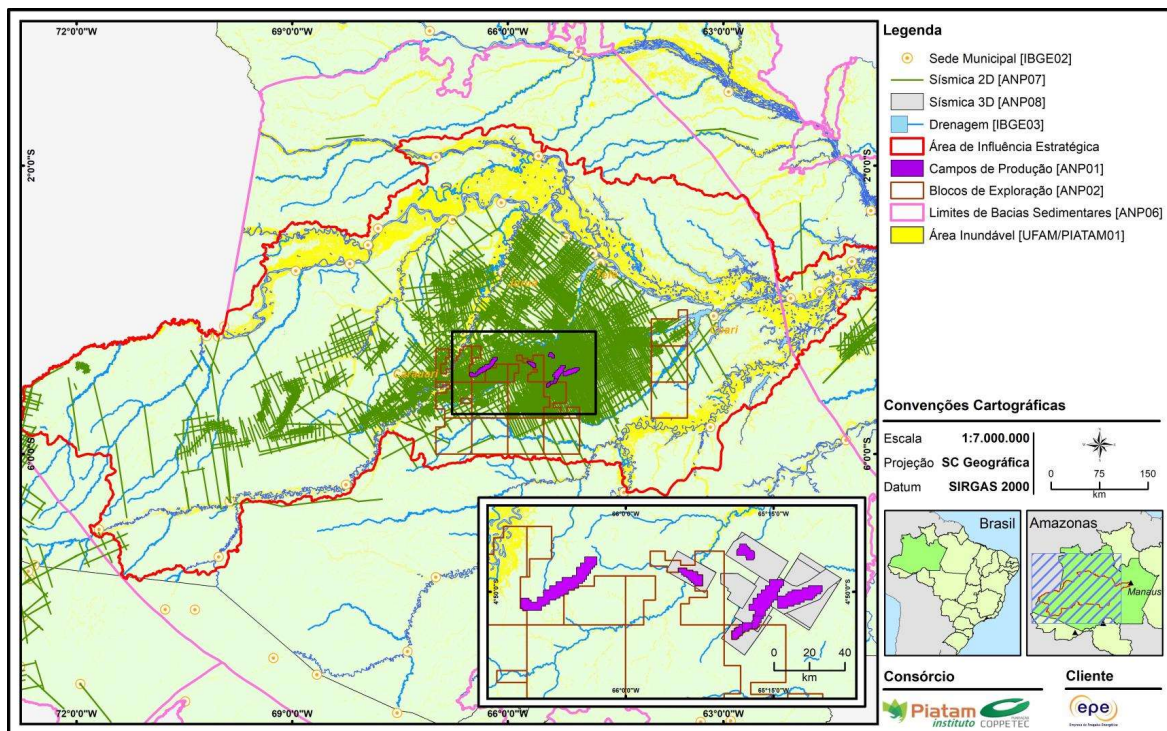 72°0'0"W
69°0'0"W
66°0'0"W
63°0'0"W
2°0'0"S
2°0'0"S
6°0'0"S
6°0'0"S
72°0'0"W
69°0'0"W
66°0'0"W
63°0'0"W
66°0'0"W
65°15'0"W
4°50'0"S
4°50'0"S
66°0'0"W
65°15'0"W
0 20 40
km
Legenda
Sede Municipal [IBGE02]
Sísmica 2D [ANP07]
Sísmica 3D [ANP08]
Drenagem [IBGE03]
Área de Influência Estratégica
Campos de Produção [ANP01]
Blocos de Exploração [ANP02]
Limites de Bacias Sedimentares [ANP06]
Área Inundável [UFAM/PIATAM01]
Convenções Cartográficas
Escala 1:7.000.000
Projeção SC Geográfica
Datum SIRGAS 2000
0 75 150
km
Brasil
Amazonas
Manaus
Consórcio
Cliente
Piatam
instituto
COPPETEC
epe
Empresa de Pesquisa Energética